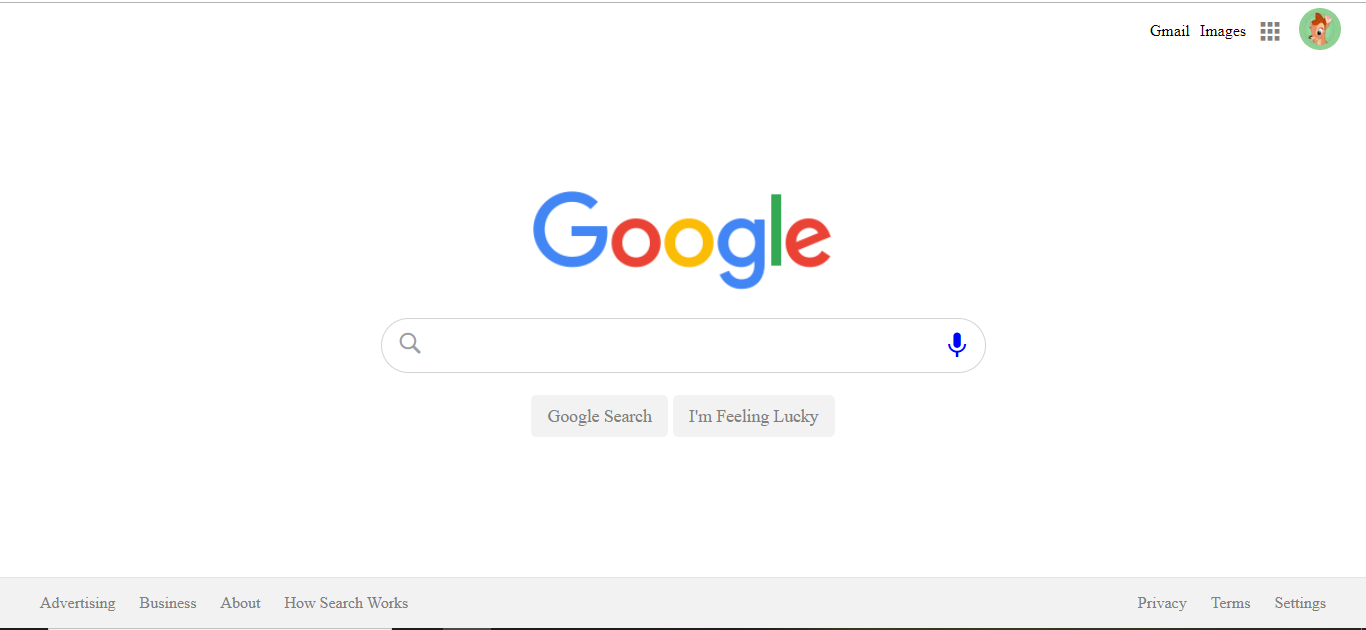 Gmail Images
Google
Google Search I'm Feeling Lucky
Advertising Business About How Search Works Privacy Terms Settings